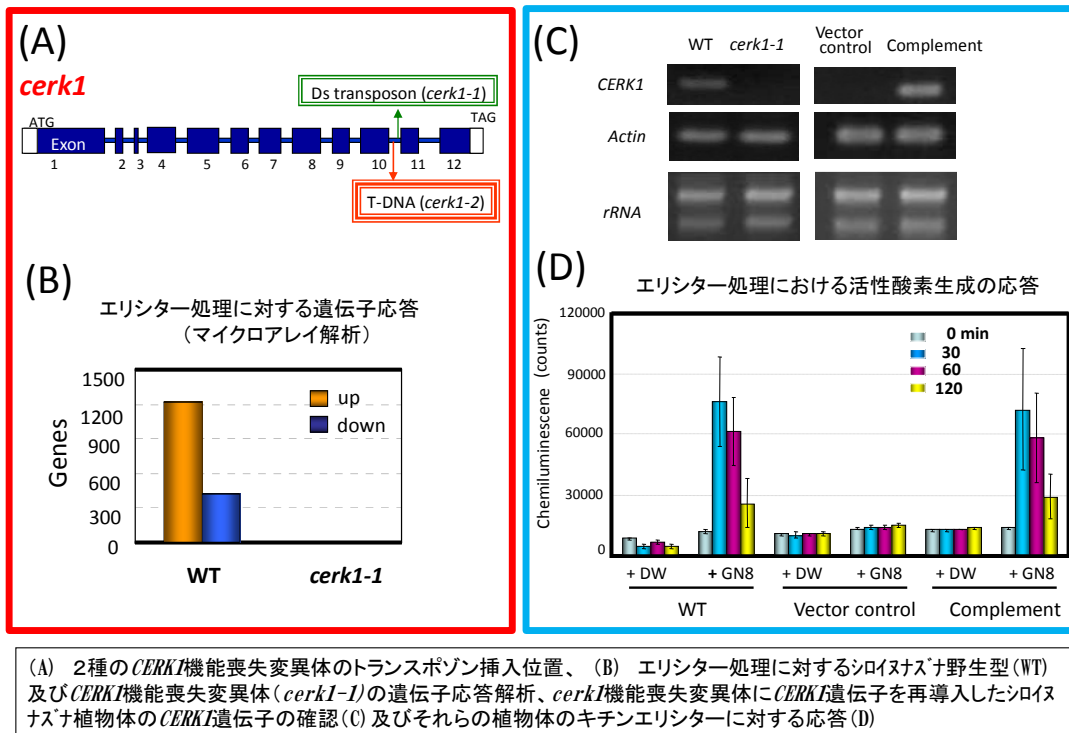 (A)
cerk1
Ds transposon (cerk1-1)
ATG
TAG
Exon
1 2 3 4 5 6 7 8 9 10 11 12
T-DNA (cerk1-2)
(B)
エリシター処理に対する遺伝子応答
(マイクロアレイ解析)
1500
1200
900
600
300
0
Genes
up
down
WT
cerk1-1
(C)
WT cerk1-1 Vector control Complement
CERK1
Actin
rRNA
(D)
エリシター処理における活性酸素生成の応答
120000
90000
60000
30000
0
Chemiluminescene (counts)
0 min
30
60
120
+ DW + GN8 + DW + GN8 + DW + GN8
WT Vector control Complement
(A) 2種のCERK1機能喪失変異体のトランスポゾン挿入位置、 (B) エリシター処理に対するシロイヌナズナ野生型(WT)
及びCERK1機能喪失変異体(cerk1-1)の遺伝子応答解析、cerk1機能喪失変異体にCERK1遺伝子を再導入したシロイヌ
ナズナ植物体のCERK1遺伝子の確認(C) 及びそれらの植物体のキチンエリシターに対する応答(D)